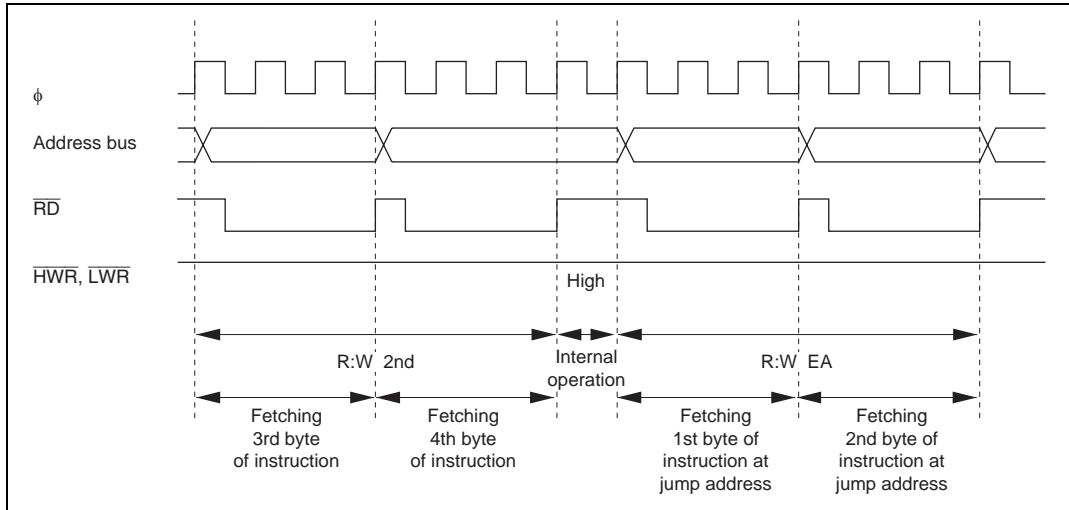 φ
Address bus
RD
HWR, LWR
High
R:W 2nd
Internal
operation
R:W EA
Fetching
3rd byte
of instruction
Fetching
4th byte
of instruction
Fetching
1st byte of
instruction at
jump address
Fetching
2nd byte of
instruction at
jump address